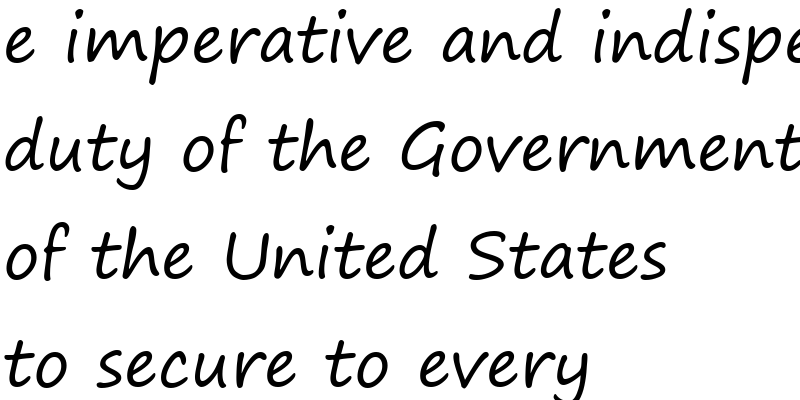 e imperative and indispe
duty of the Government
of the United States
to secure to every